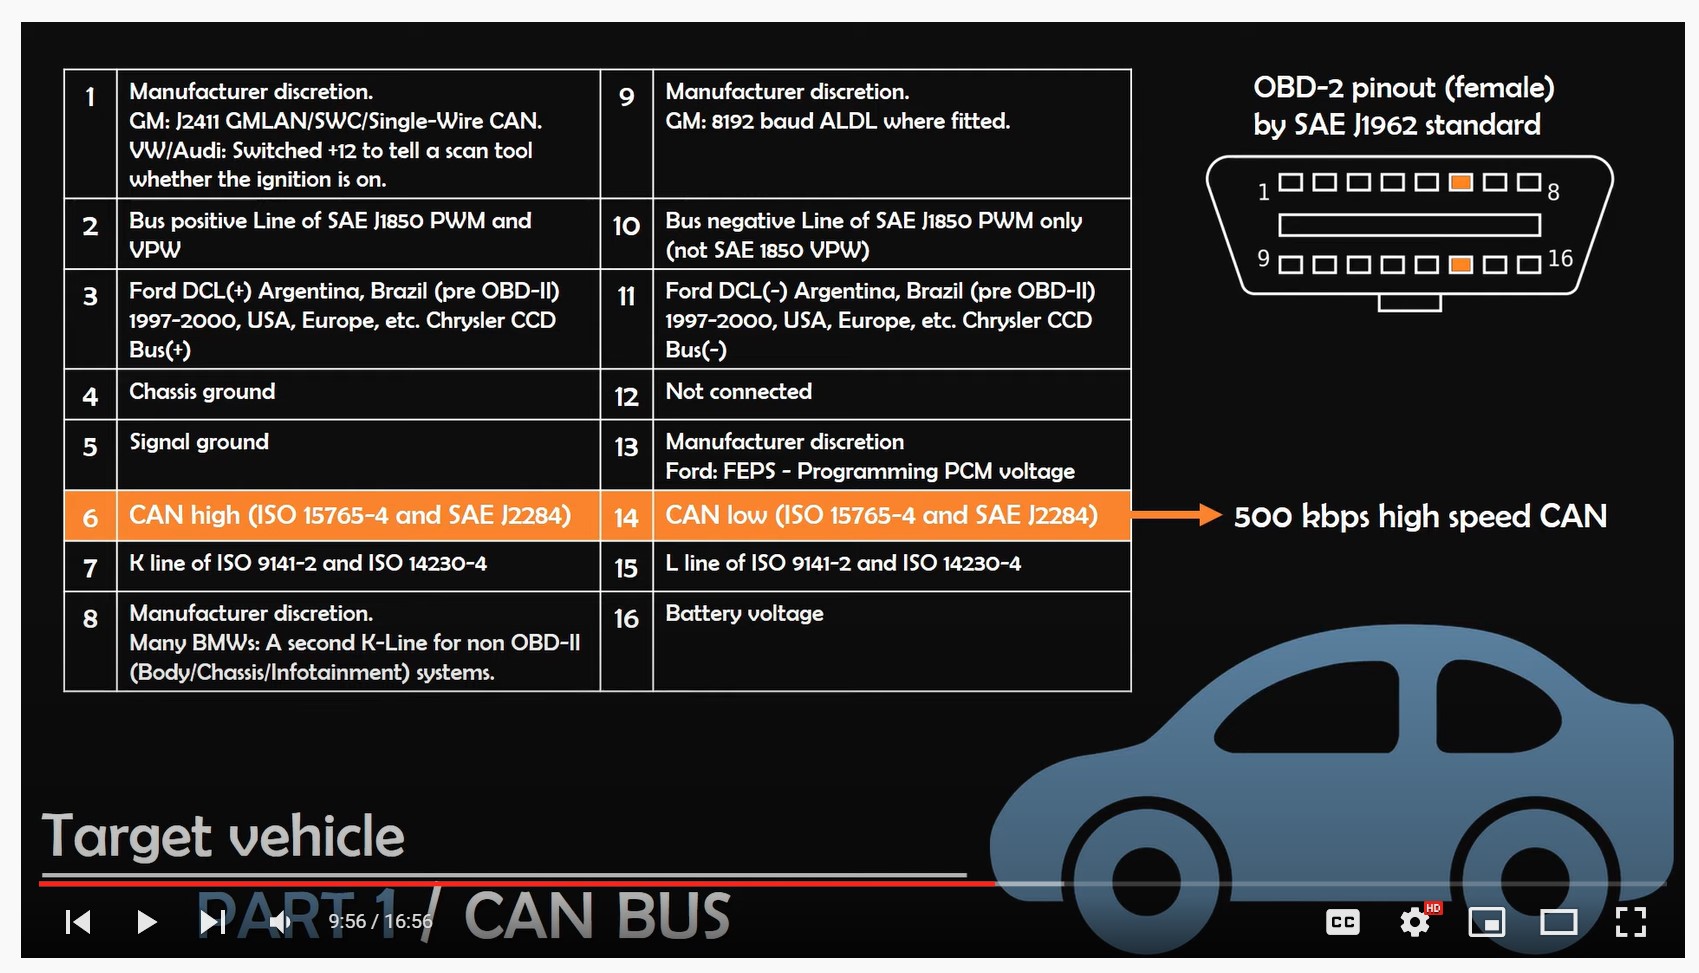 1
Manufacturer discretion.
GM: J2411 GMLAN/SWC/Single-Wire CAN.
VW/Audi: Switched +12 to tell a scan tool
whether the ignition is on.
9
Manufacturer discretion.
GM: 8192 baud ALDL where fitted.
2
Bus positive Line of SAE J1850 PWM and
VPW
10
Bus negative Line of SAE J1850 PWM only
(not SAE 1850 VPW)
3
Ford DCL(+) Argentina, Brazil (pre OBD-II)
1997-2000, USA, Europe, etc. Chrysler CCD
Bus(+)
11
Ford DCL(-) Argentina, Brazil (pre OBD-II)
1997-2000, USA, Europe, etc. Chrysler CCD
Bus(-)
4
Chassis ground
12
Not connected
5
Signal ground
13
Manufacturer discretion
Ford: FEPS - Programming PCM voltage
6
CAN high (ISO 15765-4 and SAE J2284)
14
CAN low (ISO 15765-4 and SAE J2284)
7
K line of ISO 9141-2 and ISO 14230-4
15
L line of ISO 9141-2 and ISO 14230-4
8
Manufacturer discretion.
Many BMWs: A second K-Line for non OBD-II
(Body/Chassis/Infotainment) systems.
16
Battery voltage
OBD-2 pinout (female)
by SAE J1962 standard
1
8
9
16
500 kbps high speed CAN
Target vehicle
PART 1 / CAN BUS
9:56 / 16:56
CC
HD